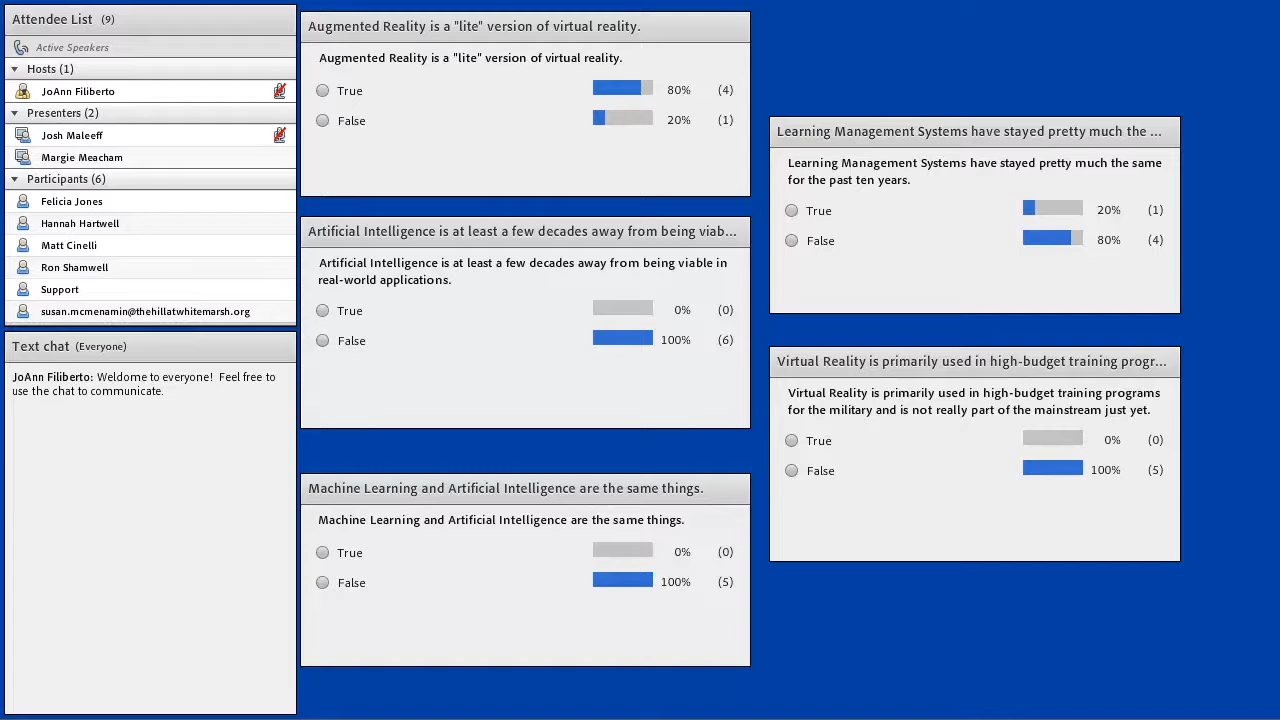 Attendee List (9)
Active Speakers
Hosts (1)
JoAnn Filiberto
Presenters (2)
Josh Maleeff
Margie Meacham
Participants (6)
Felicia Jones
Hannah Hartwell
Matt Cinelli
Ron Shamwell
Support
susan.mcmenamin@thehillatwhitemarsh.org
Text chat (Everyone)
JoAnn Filiberto: Weldome to everyone! Feel free to
use the chat to communicate.
Augmented Reality is a "lite" version of virtual reality.
Augmented Reality is a "lite" version of virtual reality.
True 80% (4)
False 20% (1)
Artificial Intelligence is at least a few decades away from being viab...
Artificial Intelligence is at least a few decades away from being viable in
real-world applications.
True 0% (0)
False 100% (6)
Machine Learning and Artificial Intelligence are the same things.
Machine Learning and Artificial Intelligence are the same things.
True 0% (0)
False 100% (5)
Learning Management Systems have stayed pretty much the ...
Learning Management Systems have stayed pretty much the same
for the past ten years.
True 20% (1)
False 80% (4)
Virtual Reality is primarily used in high-budget training progr...
Virtual Reality is primarily used in high-budget training programs
for the military and is not really part of the mainstream just yet.
True 0% (0)
False 100% (5)